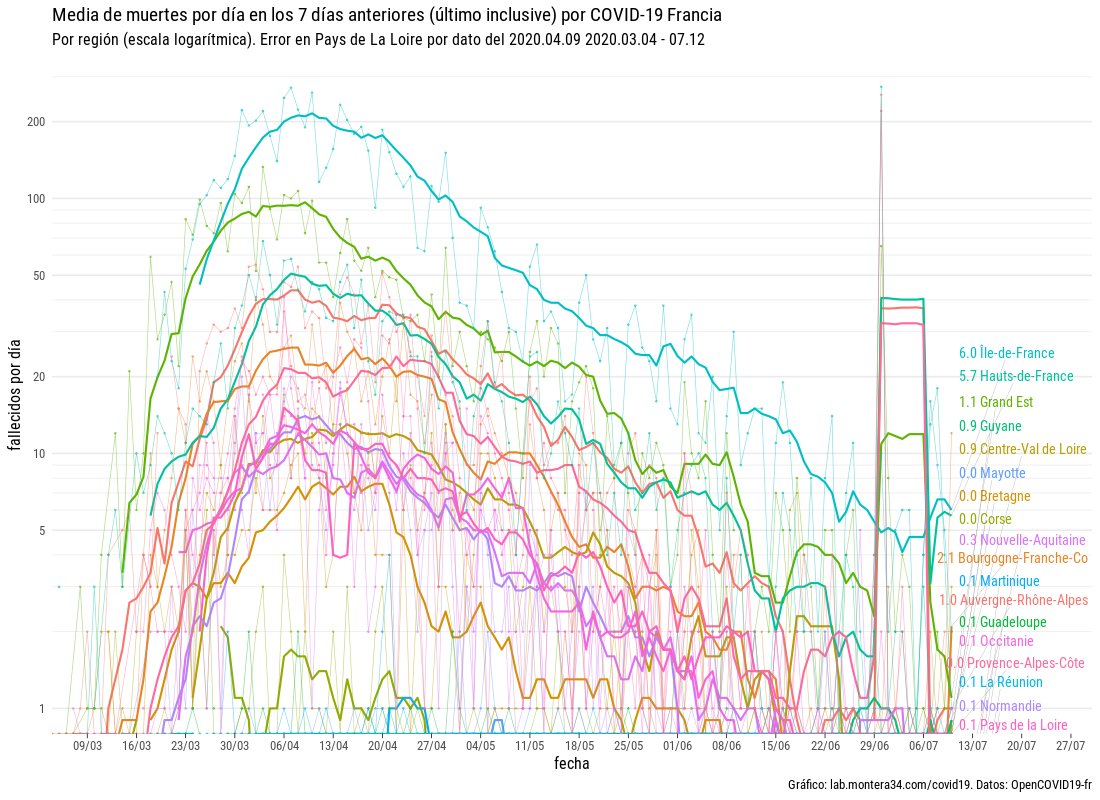 Media de muertes por día en los 7 días anteriores (último inclusive) por COVID-19 Francia
Por región (escala logarítmica). Error en Pays de La Loire por dato del 2020.04.09 2020.03.04 - 07.12
fallecidos por día
200
100
50
20
10
5
1
6.0 Île-de-France
5.7 Hauts-de-France
1.1 Grand Est
0.9 Guyane
0.9 Centre-Val de Loire
0.0 Mayotte
0.0 Bretagne
0.0 Corse
0.3 Nouvelle-Aquitaine
2.1 Bourgogne-Franche-Co
0.1 Martinique
1.0 Auvergne-Rhône-Alpes
0.1 Guadeloupe
0.1 Occitanie
0.0 Provence-Alpes-Côte
0.1 La Réunion
0.1 Normandie
0.1 Pays de la Loire
09/03 16/03 23/03 30/03 06/04 13/04 20/04 27/04 04/05 11/05 18/05 25/05 01/06 08/06 15/06 22/06 29/06 06/07 13/07 20/07 27/07
fecha
Gráfico: lab.montera34.com/covid19. Datos: OpenCOVID19-fr